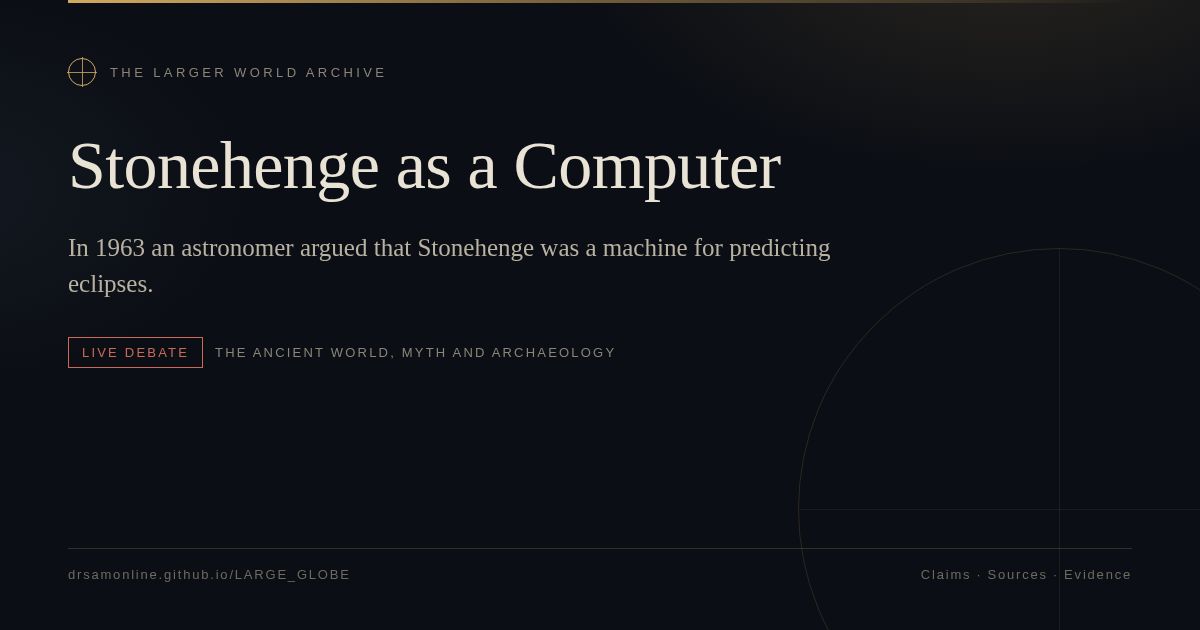 THE LARGER WORLD ARCHIVE
Stonehenge as a Computer
In 1963 an astronomer argued that Stonehenge was a machine for predicting
eclipses.
LIVE DEBATE THE ANCIENT WORLD, MYTH AND ARCHAEOLOGY
drsamonline.github.io/LARGE_GLOBE Claims · Sources · Evidence